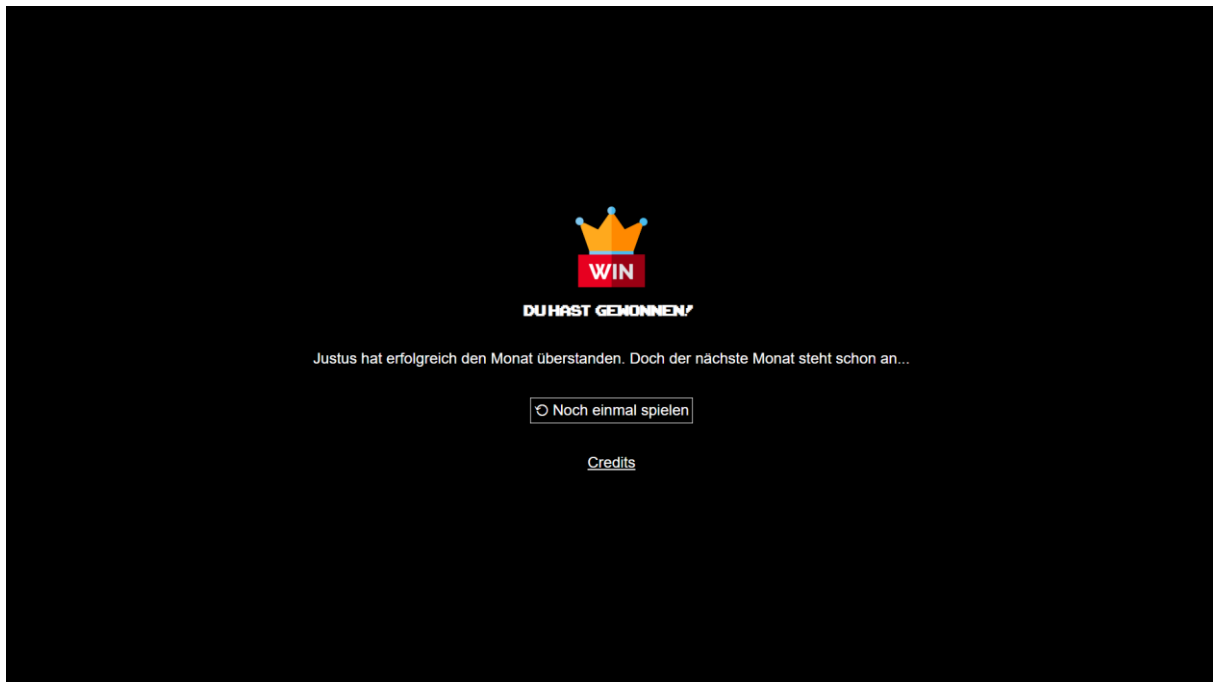 WIN
DU HAST GEWONNEN!
Justus hat erfolgreich den Monat überstanden. Doch der nächste Monat steht schon an...
Noch einmal spielen
Credits